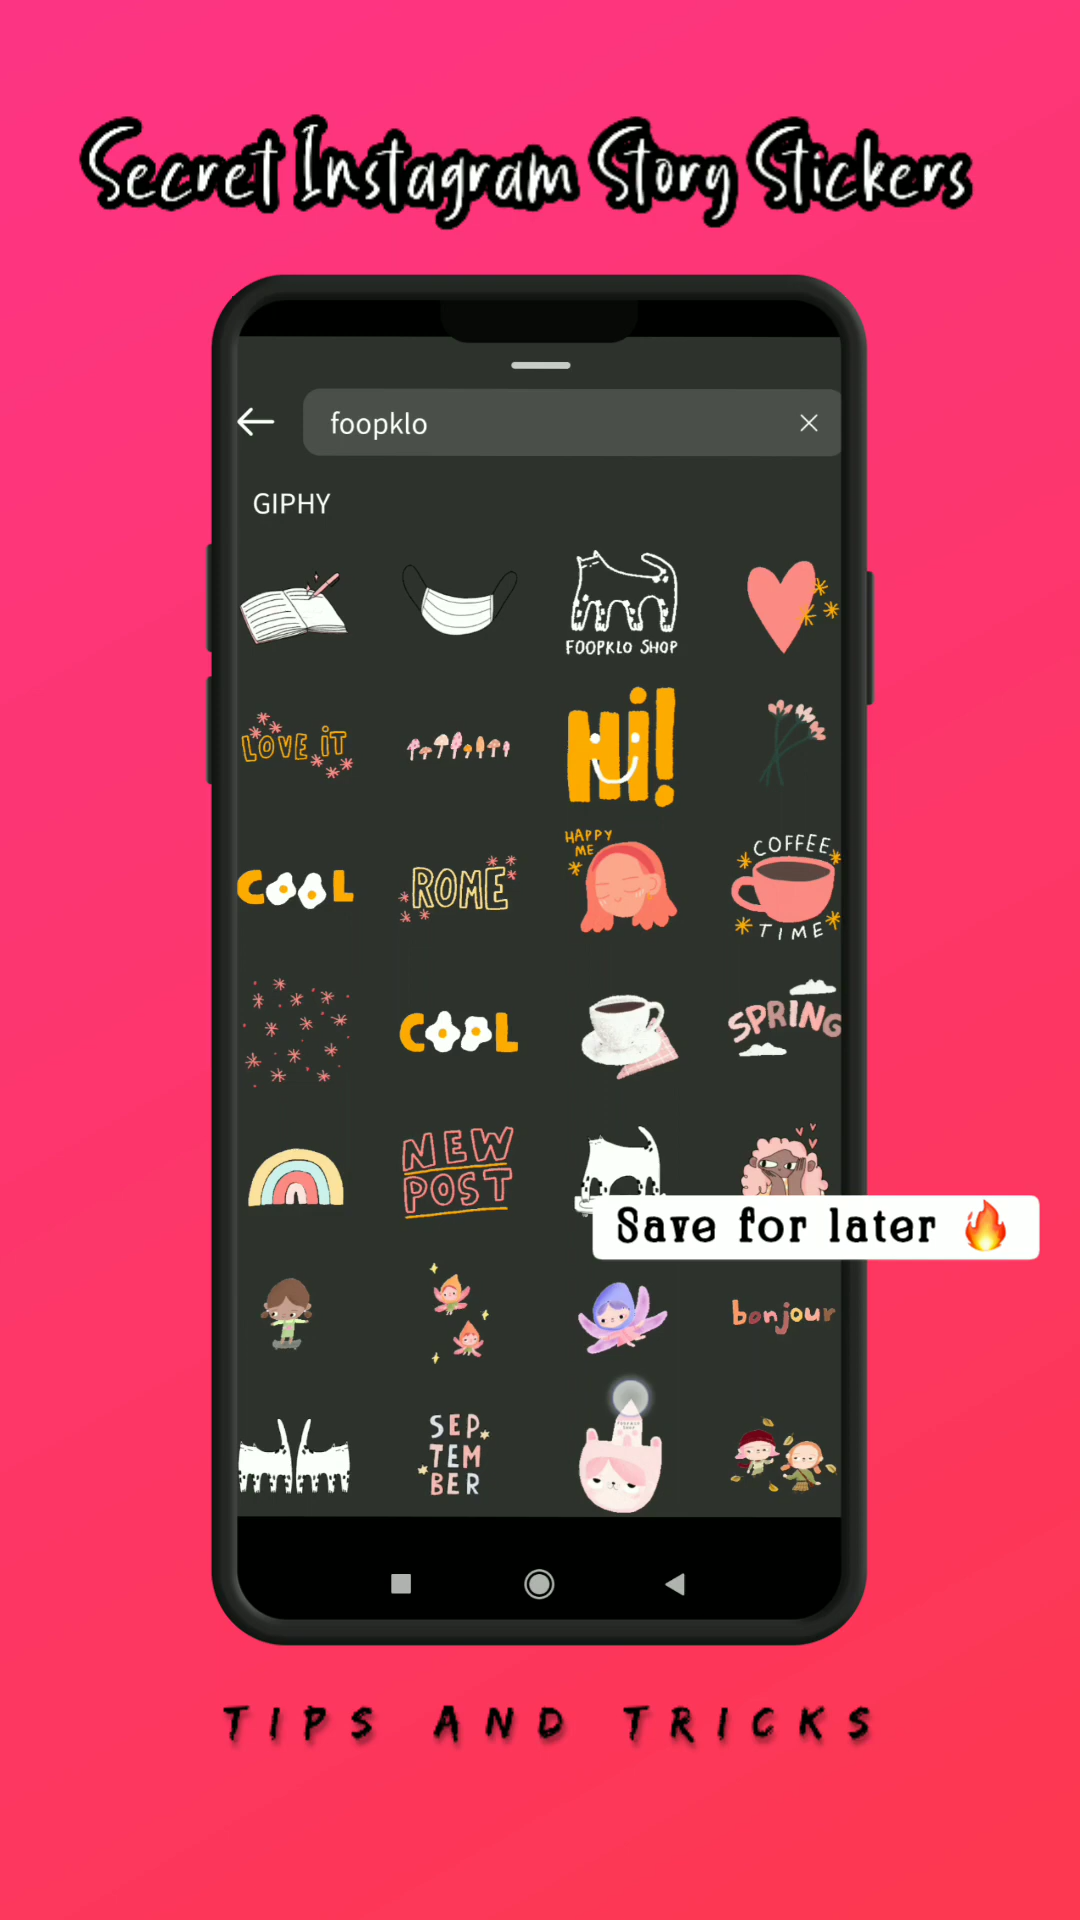 Secret Instagram Story Stickers
foopklo
GIPHY
FOOPKLO SHOP
LOVE iT
Hi!
COOL
ROME
HAPPY
ME
COFFEE
TIME
COOL
SPRING
NEW
POST
Save for later 🔥
bonjour
SEP
TEM
BER
TIPS AND TRICKS